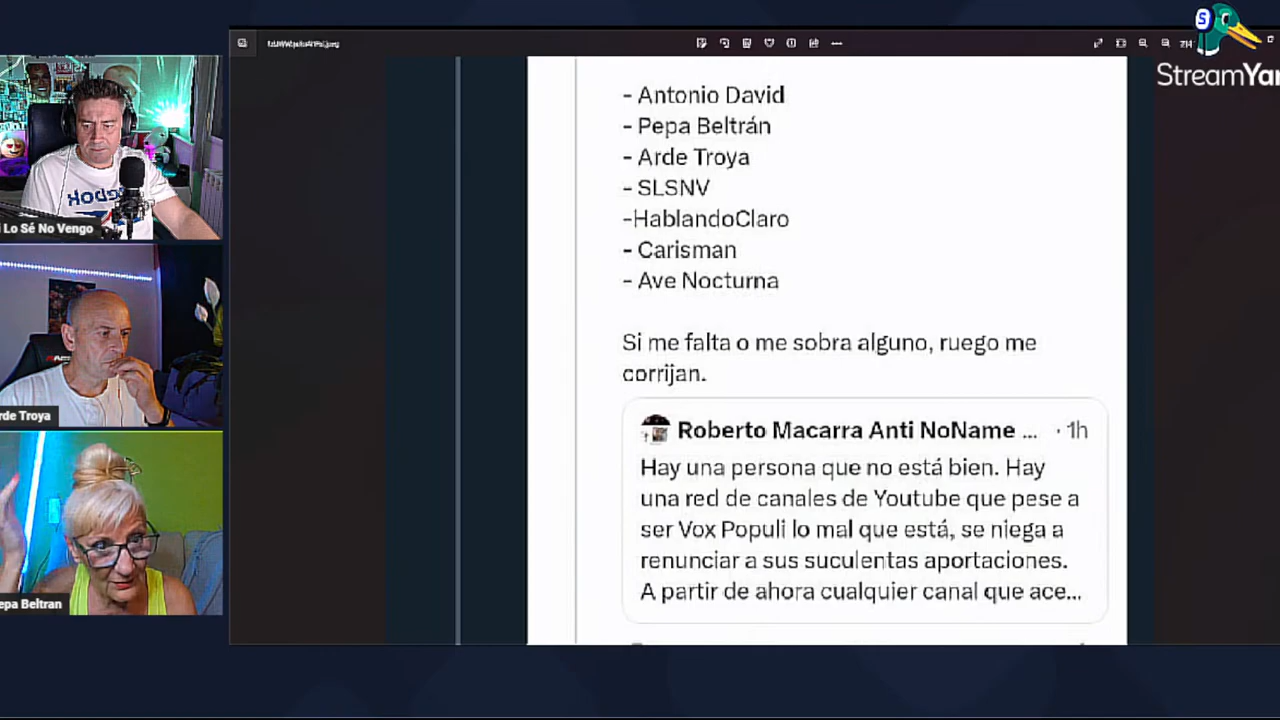 StreamYar
- Antonio David
- Pepa Beltrán
- Arde Troya
- SLSNV
-HablandoClaro
- Carisman
- Ave Nocturna
Si me falta o me sobra alguno, ruego me
corrijan.
Roberto Macarra Anti NoName ... · 1h
Hay una persona que no está bien. Hay
una red de canales de Youtube que pese a
ser Vox Populi lo mal que está, se niega a
renunciar a sus suculentas aportaciones.
A partir de ahora cualquier canal que ace...
Reebok
i Lo Sé No Vengo
rde Troya
epa Beltran